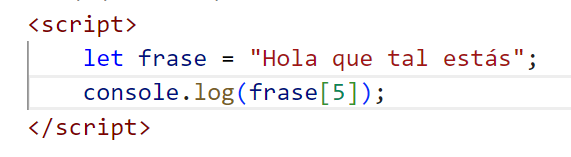 <script>
let frase = "Hola que tal estás";
console.log(frase[5]);
</script>